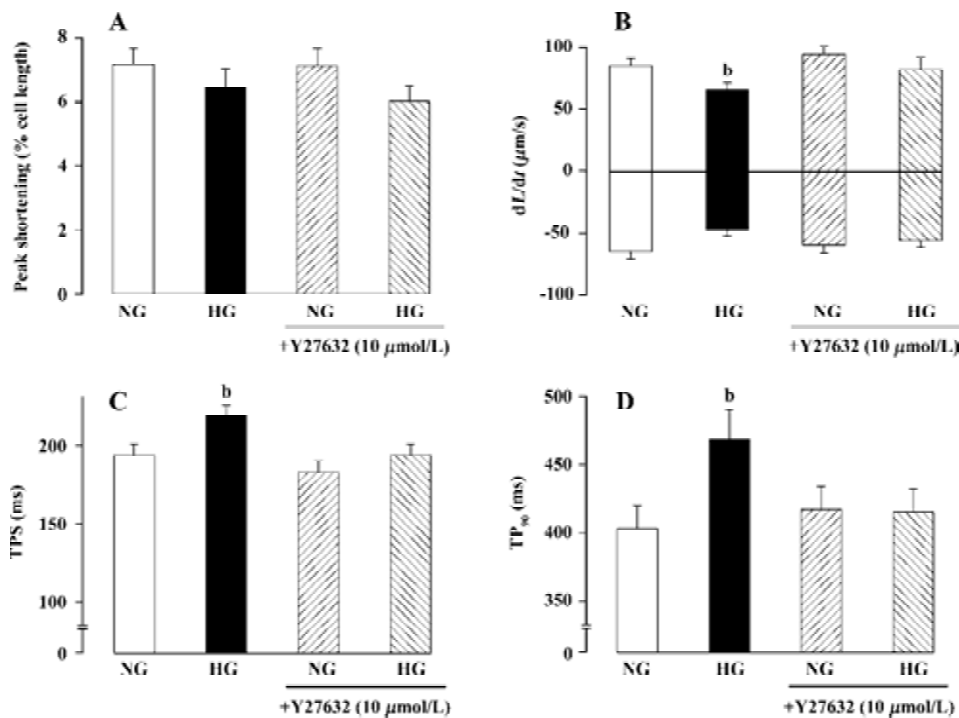 A
Peak shortening (% cell length)
8
6
4
2
0
NG HG NG HG
+Y27632 (10 μmol/L)
B
b
dL/dt (μm/s)
100
50
0
-50
-100
NG HG NG HG
+Y27632 (10 μmol/L)
C
b
TPS (ms)
200
150
100
0
NG HG NG HG
+Y27632 (10 μmol/L)
D
b
TP90 (ms)
500
450
400
350
0
NG HG NG HG
+Y27632 (10 μmol/L)